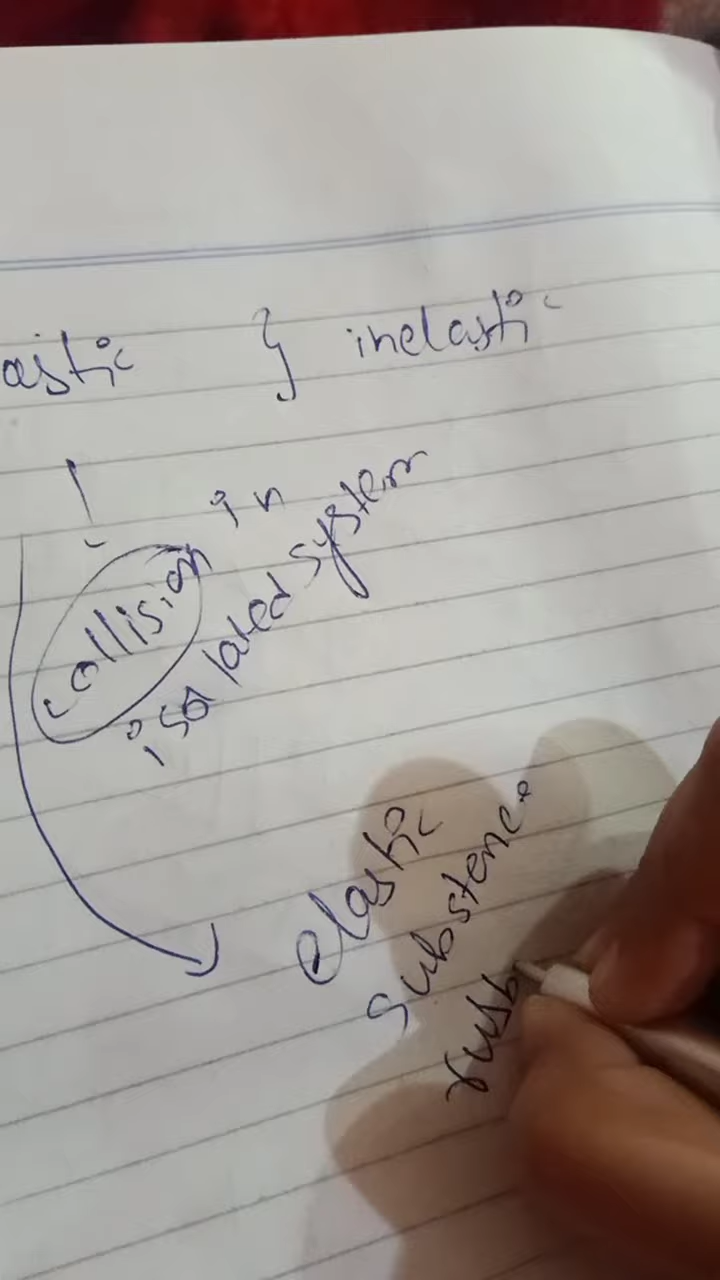 astic } inelastic
collision in
isolated system
elastic
substence